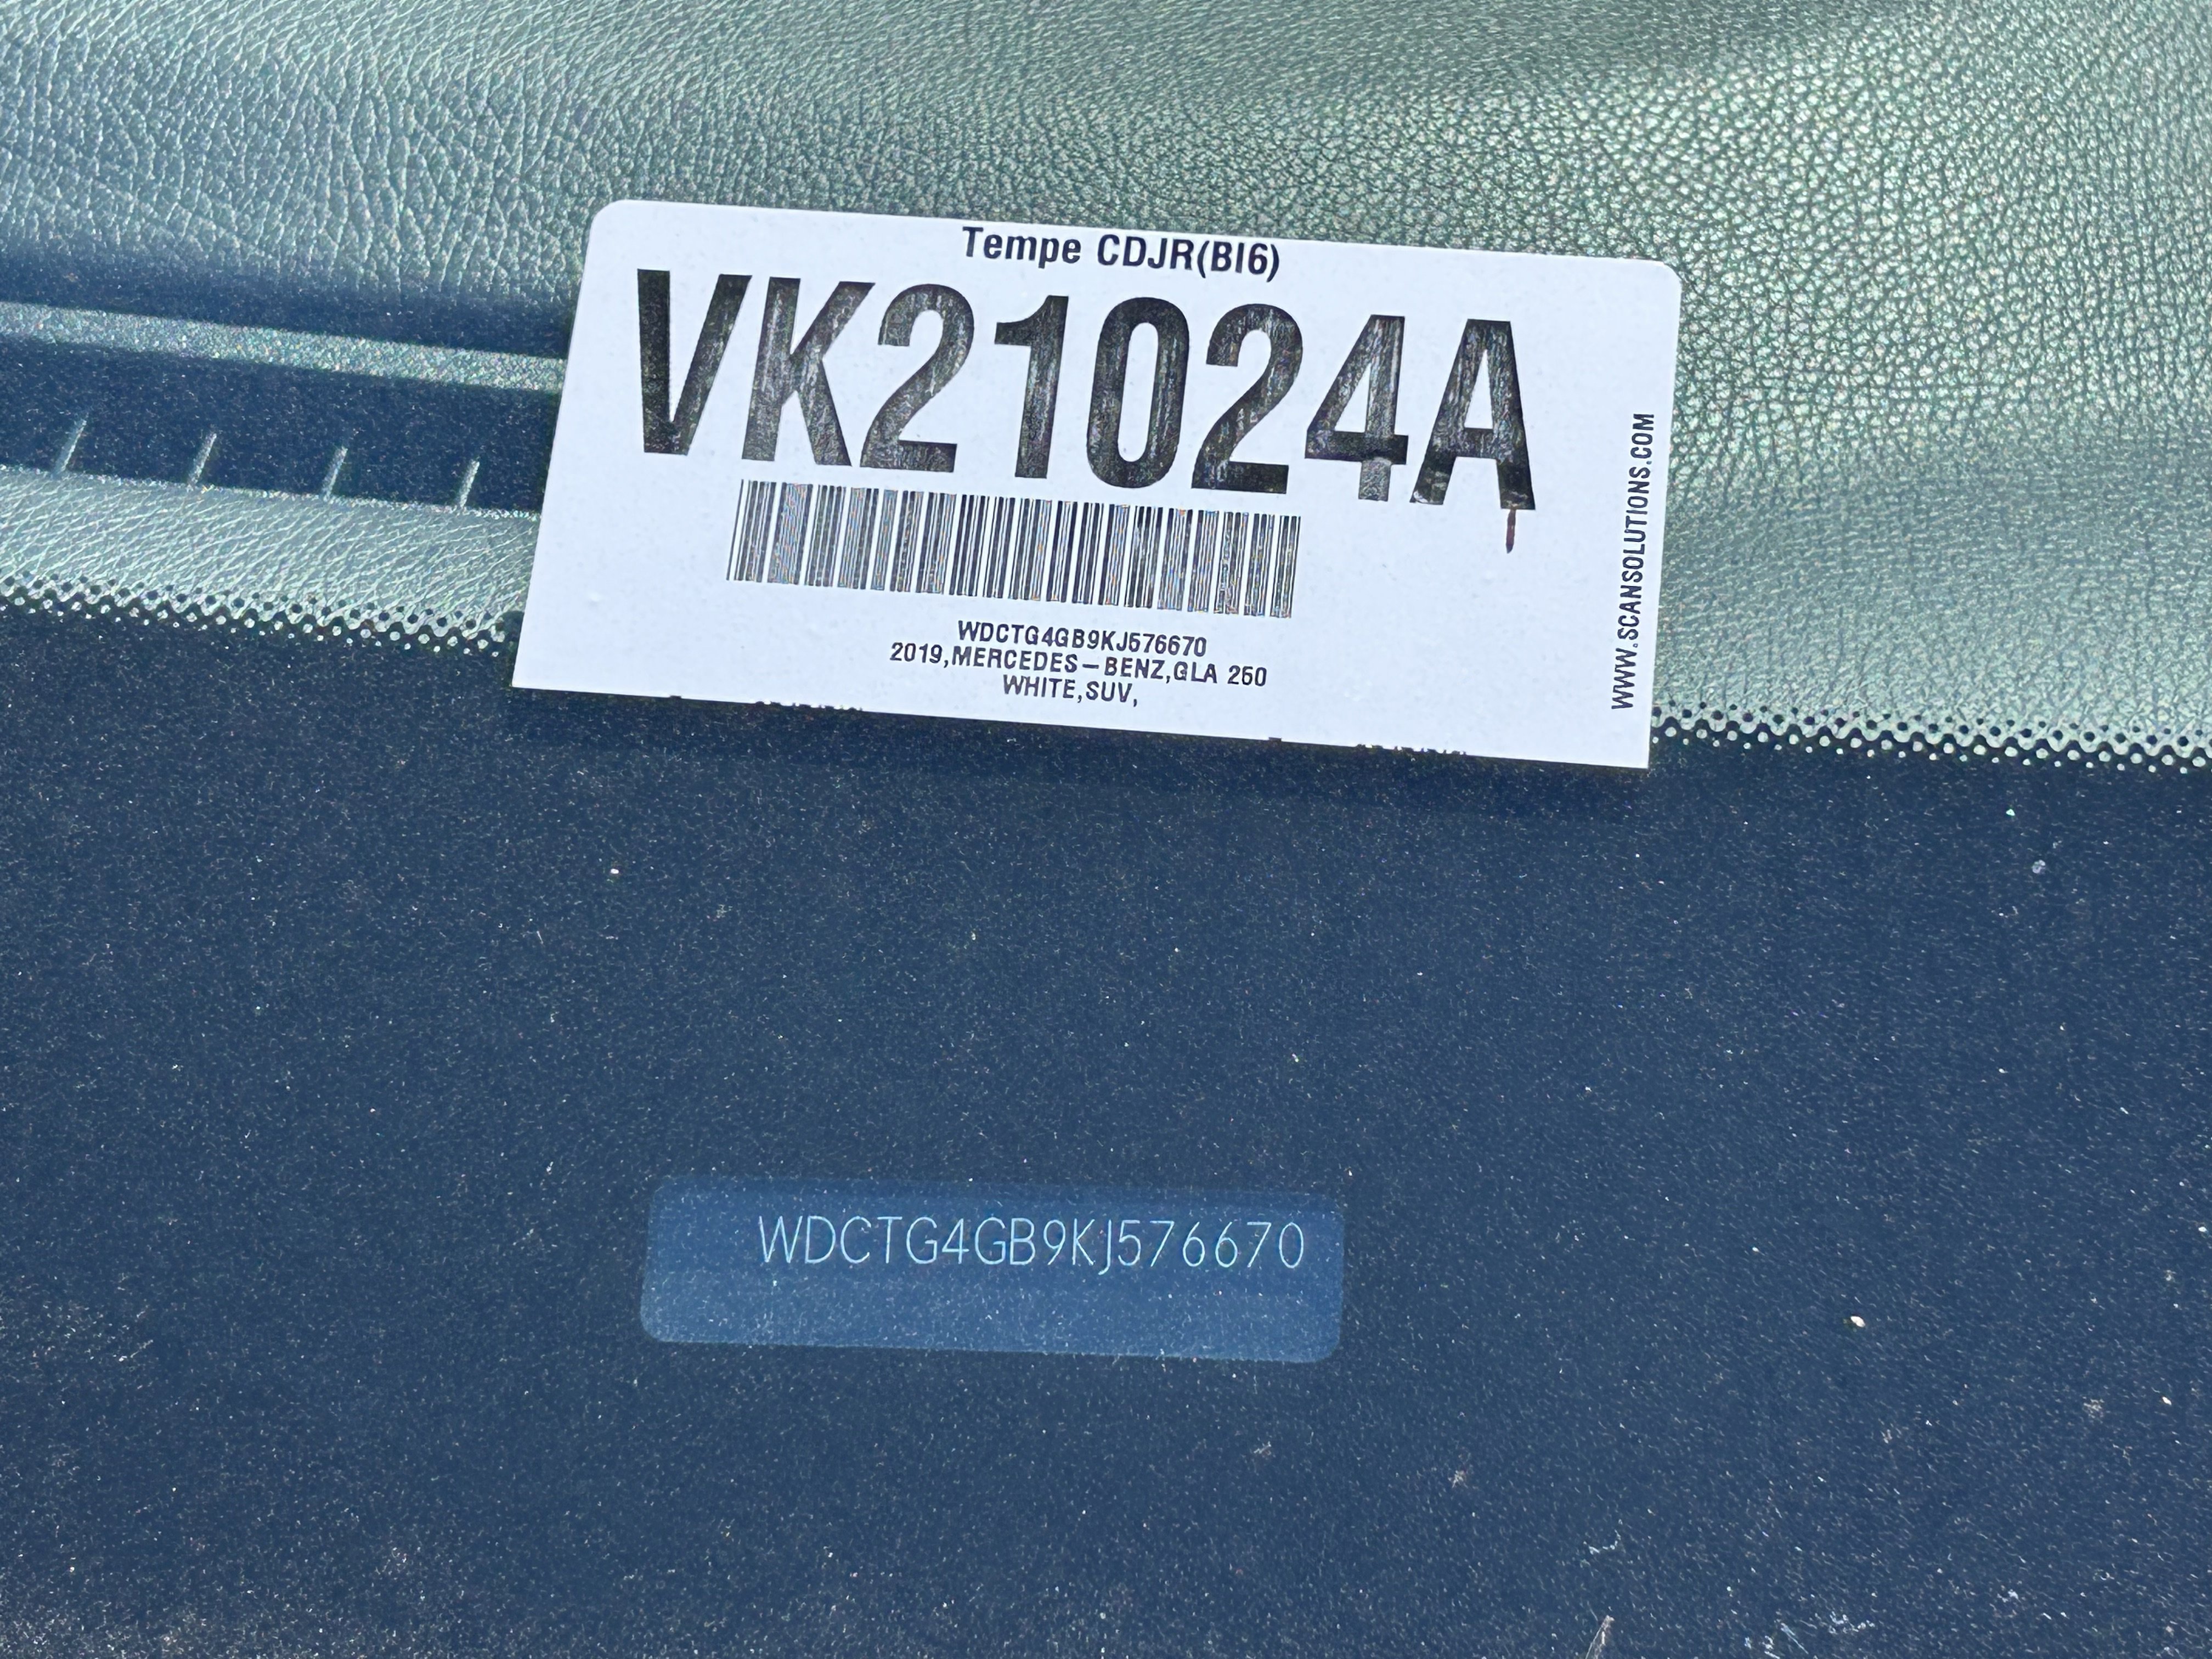 Tempe CDJR(BI6)
VK21024A
WDCTG4GB9KJ576670
2019,MERCEDES-BENZ,GLA 250
WHITE,SUV,
WWW.SCANSOLUTIONS.COM
WDCTG4GB9KJ576670